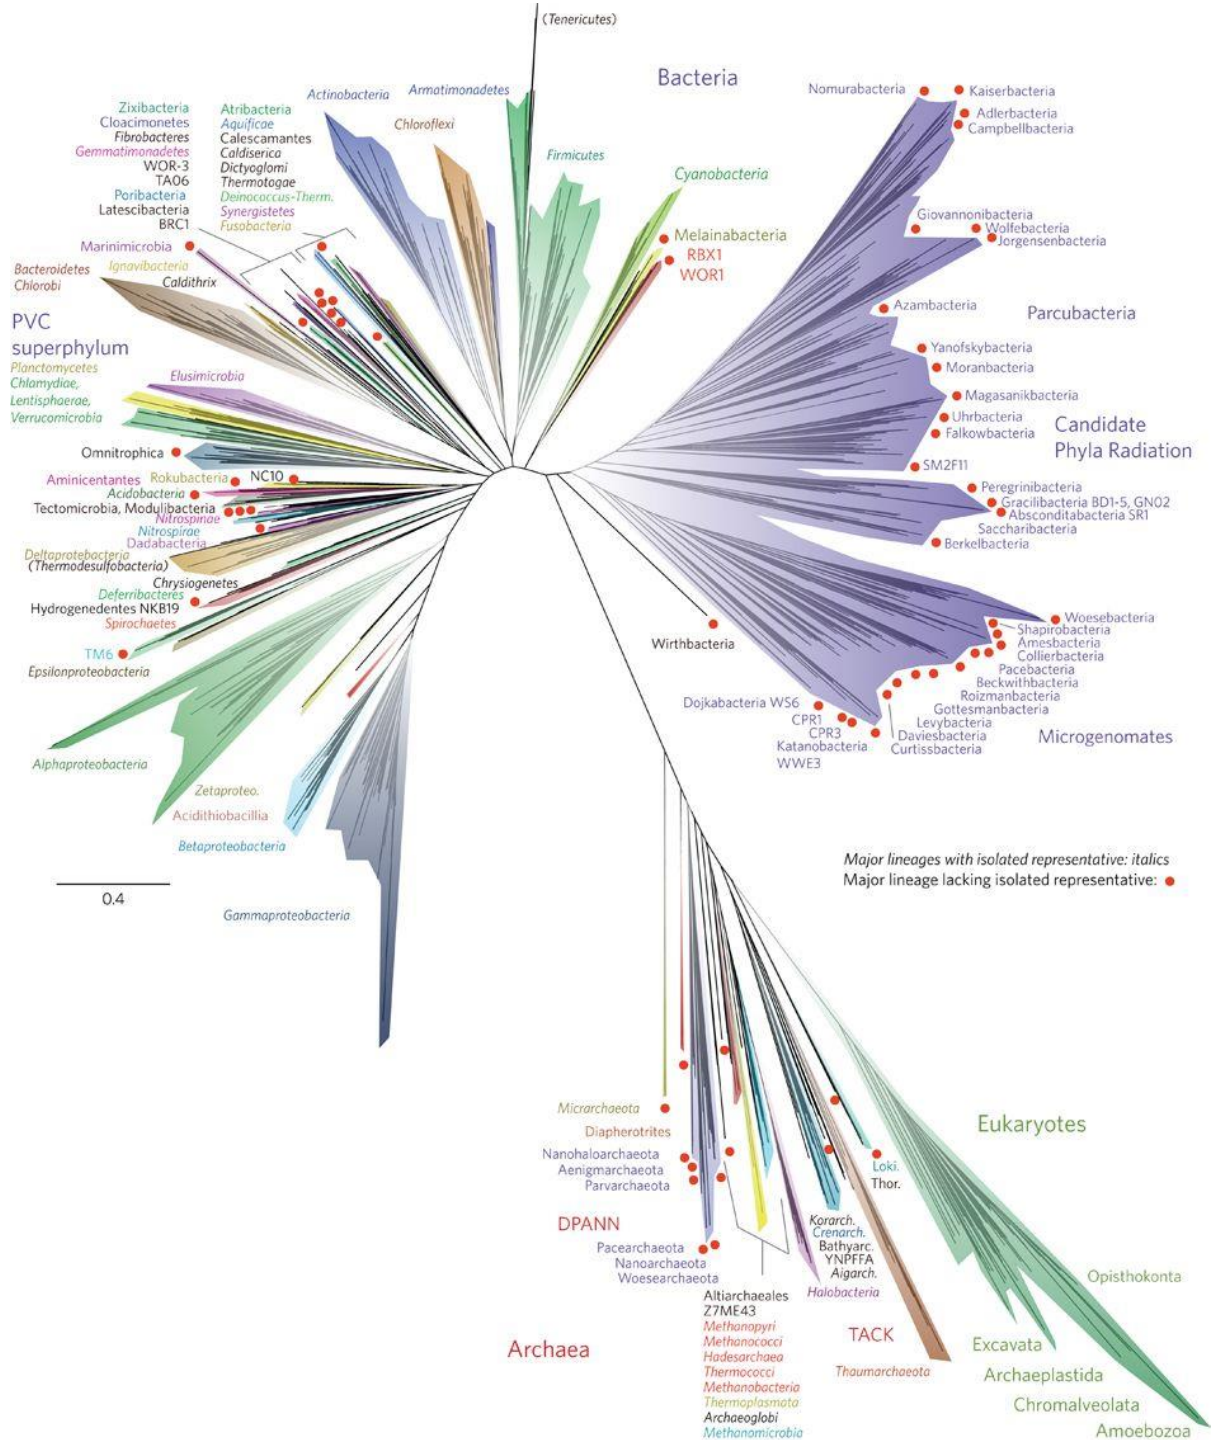 (Tenericutes)
Bacteria
Actinobacteria
Armatimonadetes
Chloroflexi
Firmicutes
Cyanobacteria
Melainabacteria
RBX1
WOR1
Zixibacteria
Cloacimonetes
Fibrobacteres
Gemmatimonadetes
WOR-3
TA06
Poribacteria
Latescibacteria
BRC1
Atribacteria
Aquificae
Calescamantes
Caldiserica
Dictyoglomi
Thermotogae
Deinococcus-Therm.
Synergistetes
Fusobacteria
Marinimicrobia
Ignavibacteria
Bacteroidetes
Chlorobi
Caldithrix
PVC
superphylum
Planctomycetes
Chlamydiae,
Lentisphaerae,
Verrucomicrobia
Elusimicrobia
Omnitrophica
Aminicentantes
Rokubacteria
NC10
Acidobacteria
Tectomicrobia, Modulibacteria
Nitrospinae
Nitrospirae
Dadabacteria
Deltaprotebacteria
(Thermodesulfobacteria)
Chrysiogenetes
Deferribacteres
Hydrogenedentes NKB19
Spirochaetes
TM6
Epsilonproteobacteria
Alphaproteobacteria
Zetaproteo.
Acidithiobacillia
Betaproteobacteria
Gammaproteobacteria
0.4
Nomurabacteria
Kaiserbacteria
Adlerbacteria
Campbellbacteria
Giovannonibacteria
Wolfebacteria
Jorgensenbacteria
Azambacteria
Parcubacteria
Yanofskybacteria
Moranbacteria
Magasanikbacteria
Uhrbacteria
Falkowbacteria
Candidate
Phyla Radiation
SM2F11
Peregrinibacteria
Gracilibacteria BD1-5, GN02
Absconditabacteria SR1
Saccharibacteria
Berkelbacteria
Woesebacteria
Shapirobacteria
Amesbacteria
Collierbacteria
Pacebacteria
Beckwithbacteria
Roizmanbacteria
Gottesmanbacteria
Levybacteria
Daviesbacteria
Curtissbacteria
Microgenomates
Wirthbacteria
Dojkabacteria WS6
CPR1
CPR3
Katanobacteria
WWE3
Major lineages with isolated representative: italics
Major lineage lacking isolated representative:
Micrarchaeota
Diapherotrites
Nanohaloarchaeota
Aenigmarchaeota
Parvarchaeota
DPANN
Pacearchaeota
Nanoarchaeota
Woesearchaeota
Altiarchaeales
Z7ME43
Methanopyri
Methanococci
Hadesarchaea
Thermococci
Methanobacteria
Thermoplasmata
Archaeoglobi
Methanomicrobia
Archaea
Halobacteria
Korarch.
Crenarch.
Bathyarc.
YNPFFA
Aigarch.
TACK
Thaumarchaeota
Loki.
Thor.
Eukaryotes
Opisthokonta
Excavata
Archaeplastida
Chromalveolata
Amoebozoa